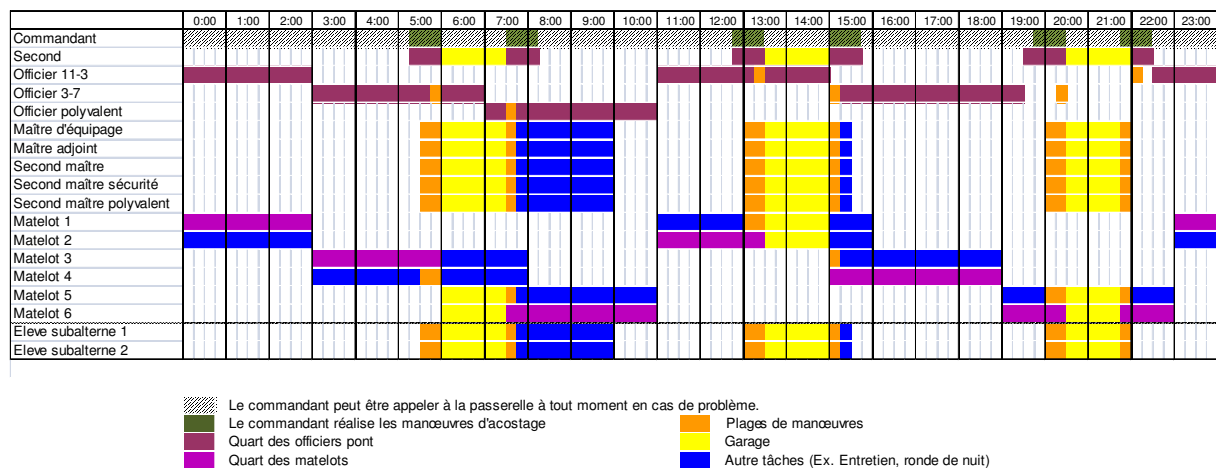 0:00 1:00 2:00 3:00 4:00 5:00 6:00 7:00 8:00 9:00 10:00 11:00 12:00 13:00 14:00 15:00 16:00 17:00 18:00 19:00 20:00 21:00 22:00 23:00
Commandant
Second
Officier 11-3
Officier 3-7
Officier polyvalent
Maître d'équipage
Maître adjoint
Second maître
Second maître sécurité
Second maître polyvalent
Matelot 1
Matelot 2
Matelot 3
Matelot 4
Matelot 5
Matelot 6
Eleve subalterne 1
Eleve subalterne 2
Le commandant peut être appeler à la passerelle à tout moment en cas de problème.
Le commandant réalise les manœuvres d'acostage
Plages de manœuvres
Quart des officiers pont
Garage
Quart des matelots
Autre tâches (Ex. Entretien, ronde de nuit)